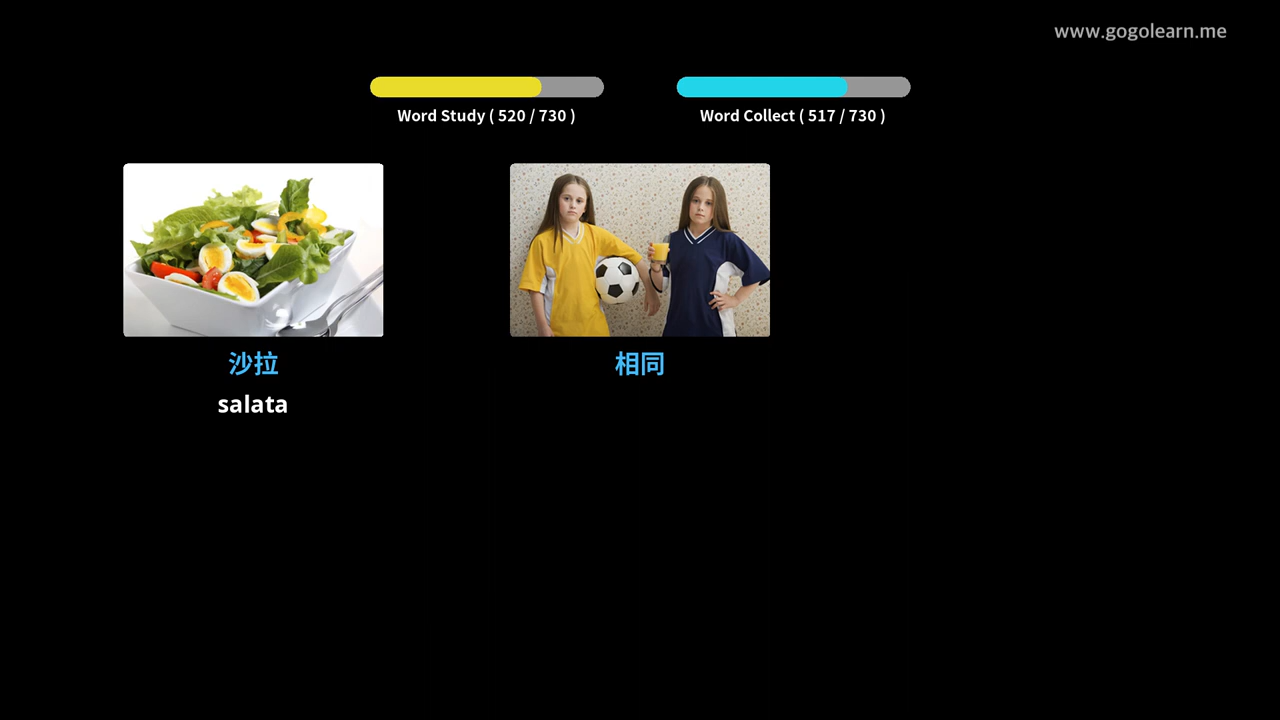 www.gogolearn.me
Word Study ( 520 / 730 )
Word Collect ( 517 / 730 )
沙拉
salata
相同